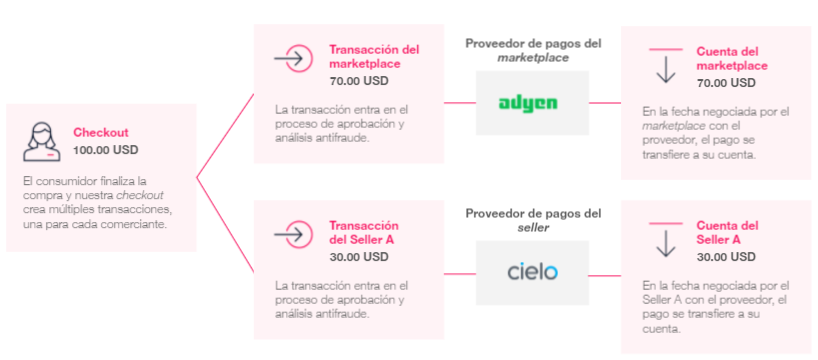 Checkout
100.00 USD
El consumidor finaliza la
compra y nuestra checkout
crea múltiples transacciones,
una para cada comerciante.
Transacción del
marketplace
70.00 USD
La transacción entra en el
proceso de aprobación y
análisis antifraude.
Proveedor de pagos del
marketplace
adyen
Cuenta del
marketplace
70.00 USD
En la fecha negociada por el
marketplace con el
proveedor, el pago se
transfiere a su cuenta.
Transacción
del Seller A
30.00 USD
La transacción entra en el
proceso de aprobación y
análisis antifraude.
Proveedor de pagos del
seller
cielo
Cuenta del
Seller A
30.00 USD
En la fecha negociada por el
Seller A con el proveedor, el
pago se transfiere a su
cuenta.